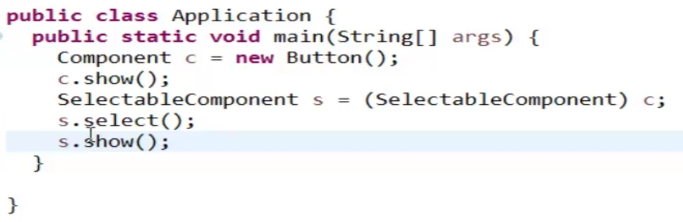 public class Application {
public static void main(String[] args) {
Component c = new Button();
c.show();
SelectableComponent s = (SelectableComponent) c;
s.select();
s.show();
}
}